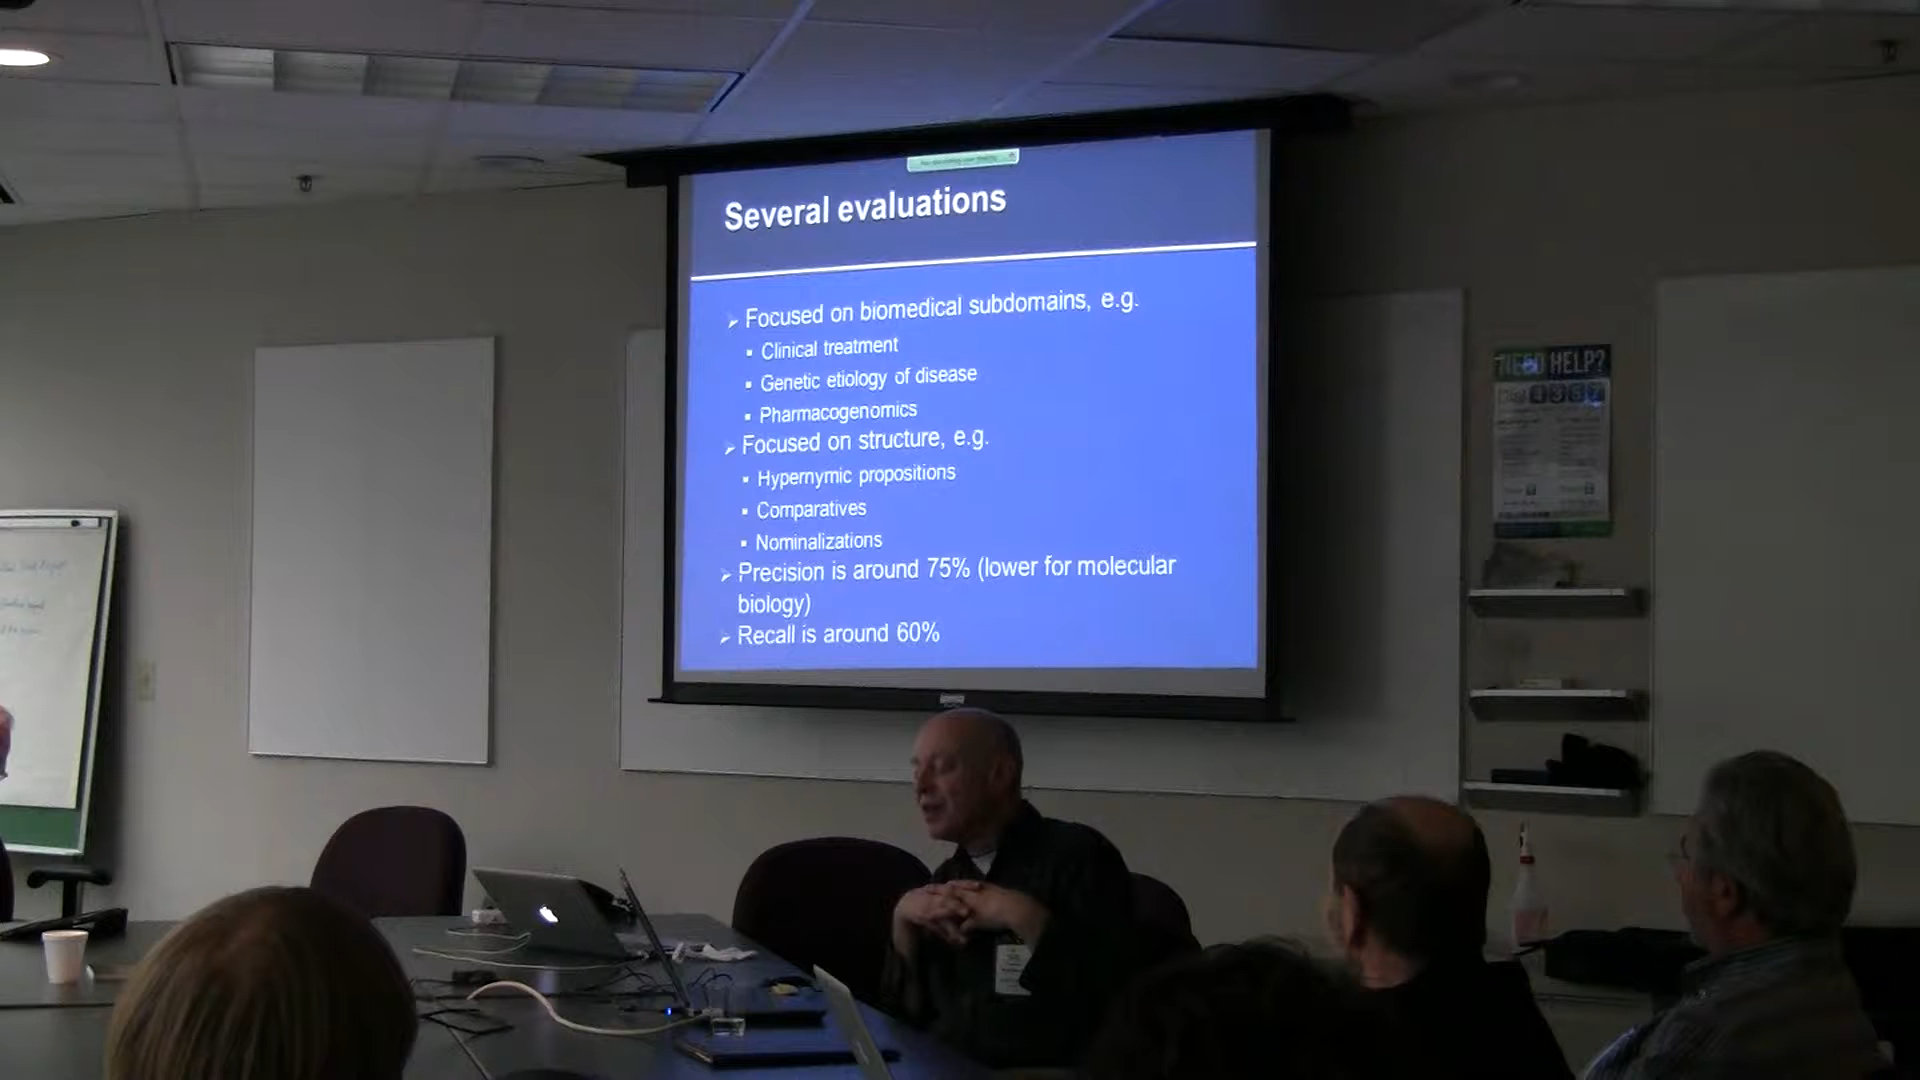 Several evaluations
Focused on biomedical subdomains, e.g.
Clinical treatment
Genetic etiology of disease
Pharmacogenomics
Focused on structure, e.g.
Hypernymic propositions
Comparatives
Nominalizations
Precision is around 75% (lower for molecular
biology)
Recall is around 60%
NEED HELP?
4357